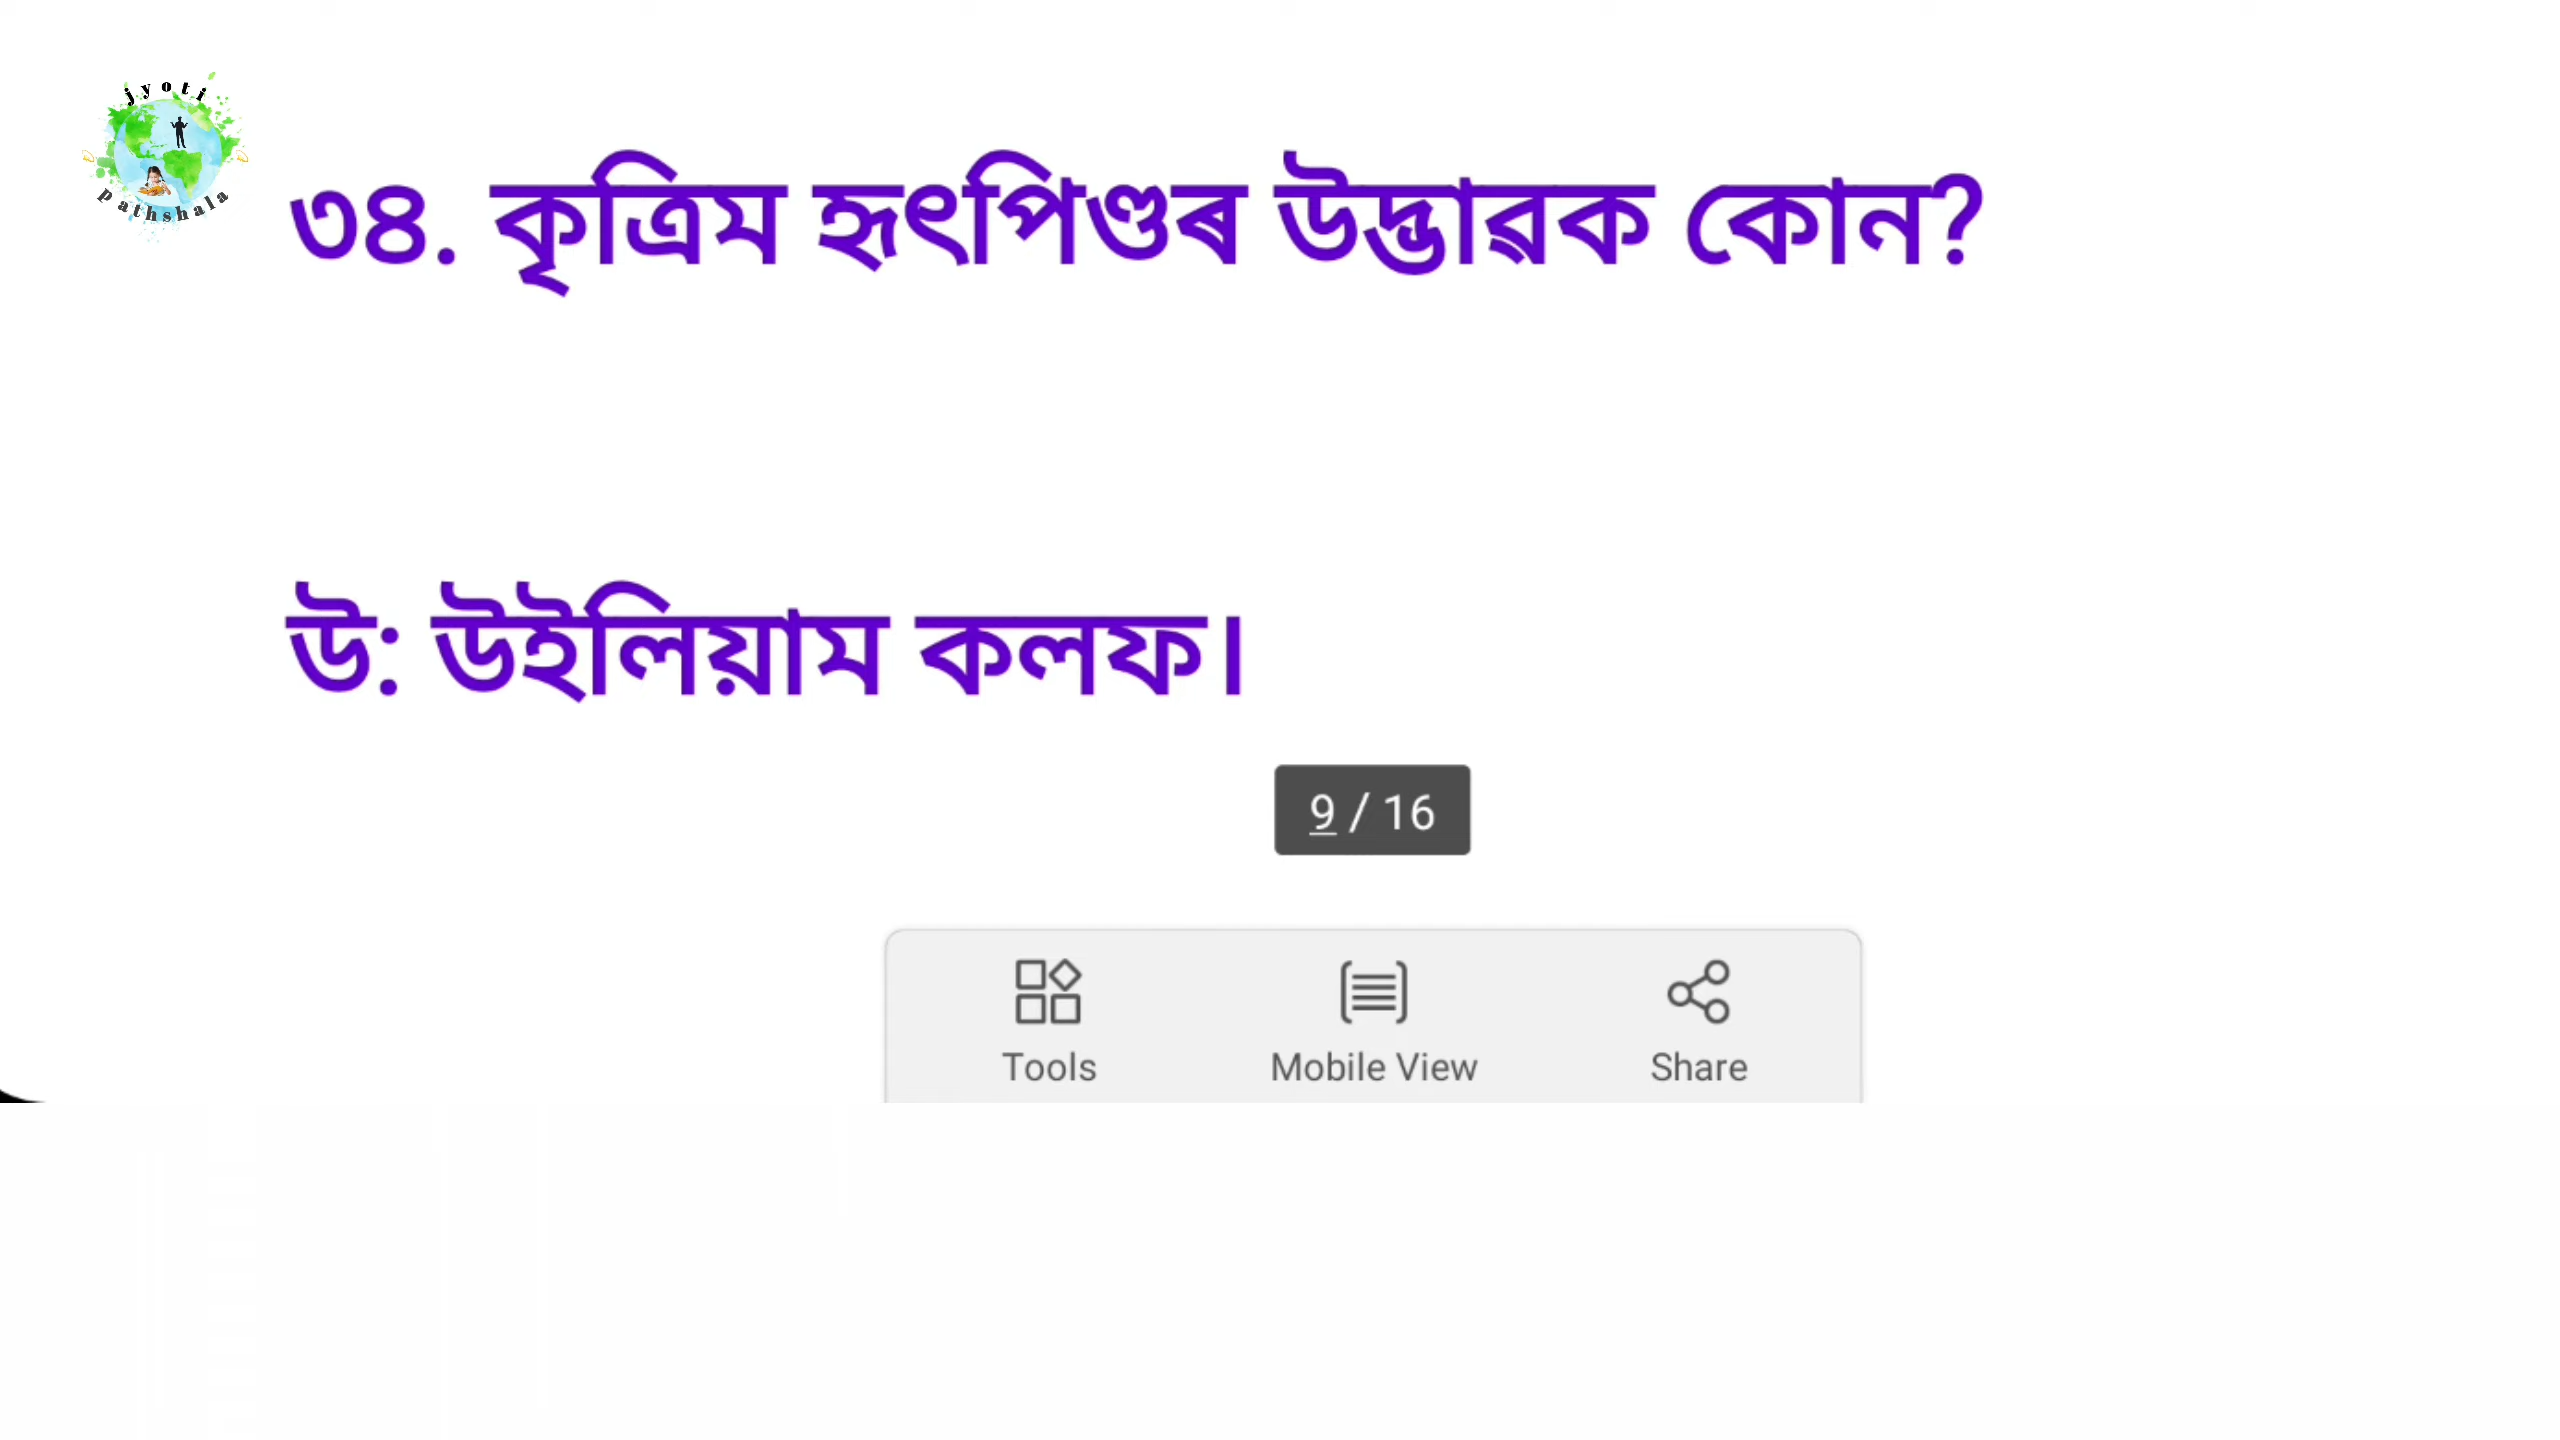 jyoti
pathshala
৩৪. কৃত্ৰিম হৃৎপিণ্ডৰ উদ্ভাৱক কোন?
উ: উইলিয়াম কলফ।
9 / 16
Tools Mobile View Share